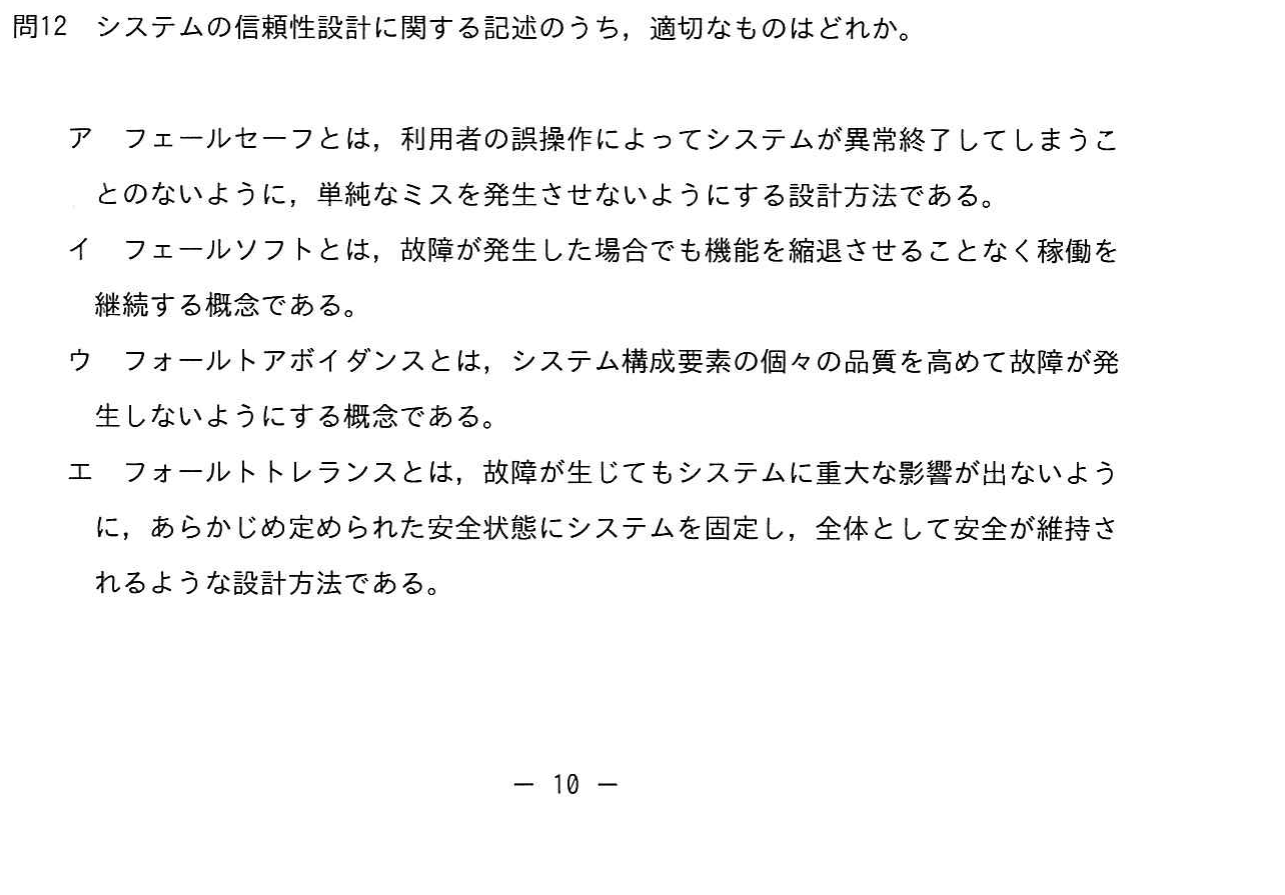 問12　システムの信頼性設計に関する記述のうち，適切なものはどれか。
ア　フェールセーフとは，利用者の誤操作によってシステムが異常終了してしまうこ
とのないように，単純なミスを発生させないようにする設計方法である。
イ　フェールソフトとは，故障が発生した場合でも機能を縮退させることなく稼働を
継続する概念である。
ウ　フォールトアボイダンスとは，システム構成要素の個々の品質を高めて故障が発
生しないようにする概念である。
エ　フォールトトレランスとは，故障が生じてもシステムに重大な影響が出ないよう
に，あらかじめ定められた安全状態にシステムを固定し，全体として安全が維持さ
れるような設計方法である。
－ 10 －